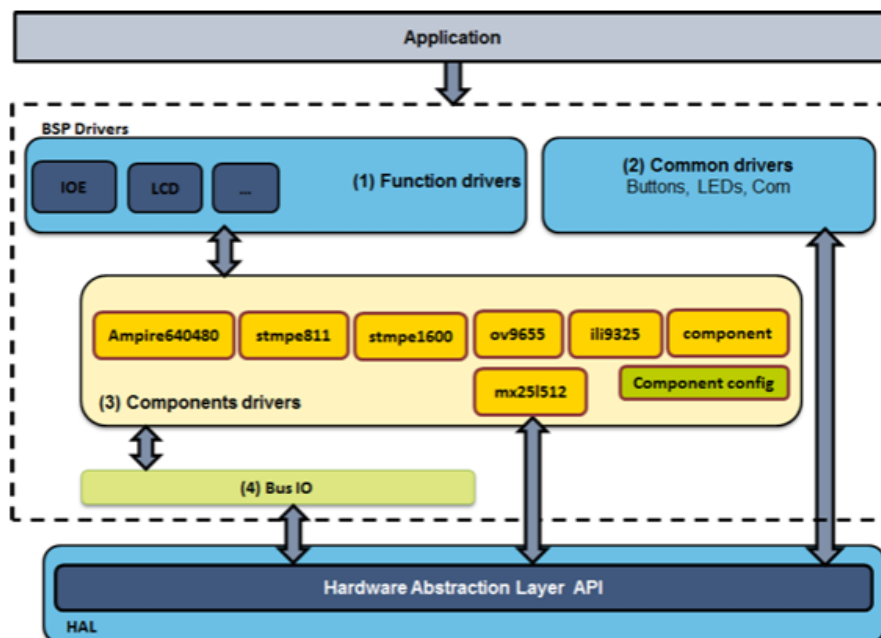 Application
BSP Drivers
IOE
LCD
...
(1) Function drivers
(2) Common drivers
Buttons, LEDs, Com
Ampire640480
stmpe811
stmpe1600
ov9655
ili9325
component
mx25l512
Component config
(3) Components drivers
(4) Bus IO
Hardware Abstraction Layer API
HAL